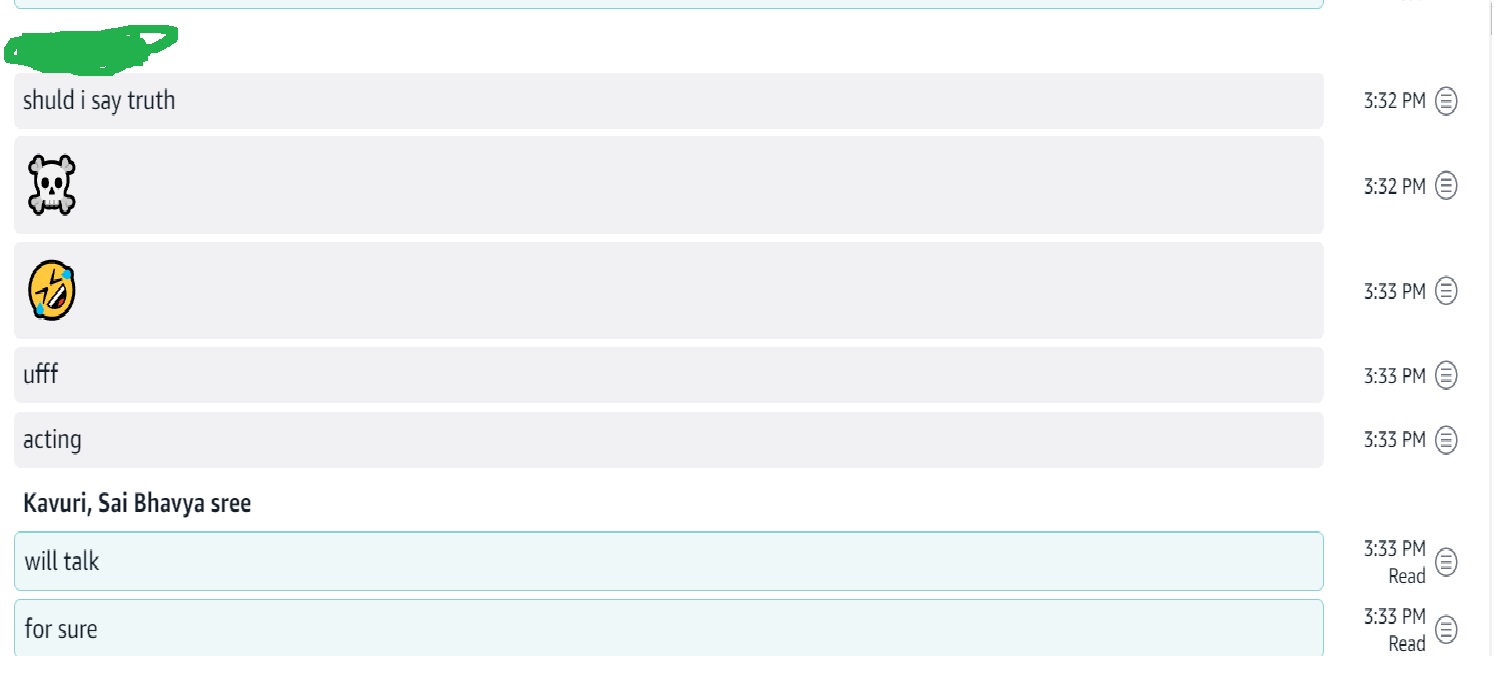 shuld i say truth
3:32 PM
☠️
3:32 PM
🤣
3:33 PM
ufff
3:33 PM
acting
3:33 PM
Kavuri, Sai Bhavya sree
will talk
3:33 PM
Read
for sure
3:33 PM
Read